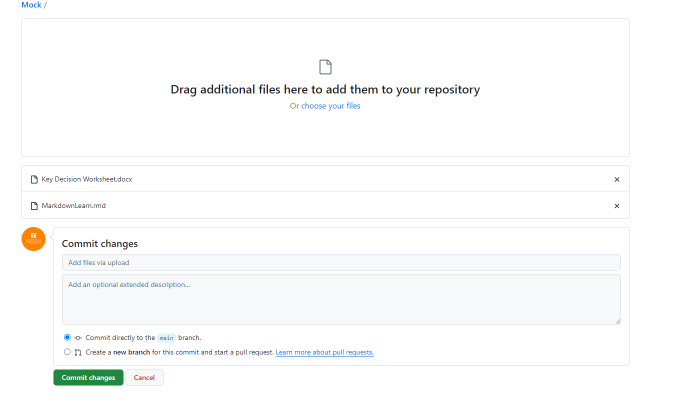 Mock /
Drag additional files here to add them to your repository
Or choose your files
Key Decision Worksheet.docx
MarkdownLearn.rmd
Commit changes
Add files via upload
Add an optional extended description...
Commit directly to the main branch.
Create a new branch for this commit and start a pull request. Learn more about pull requests.
Commit changes Cancel